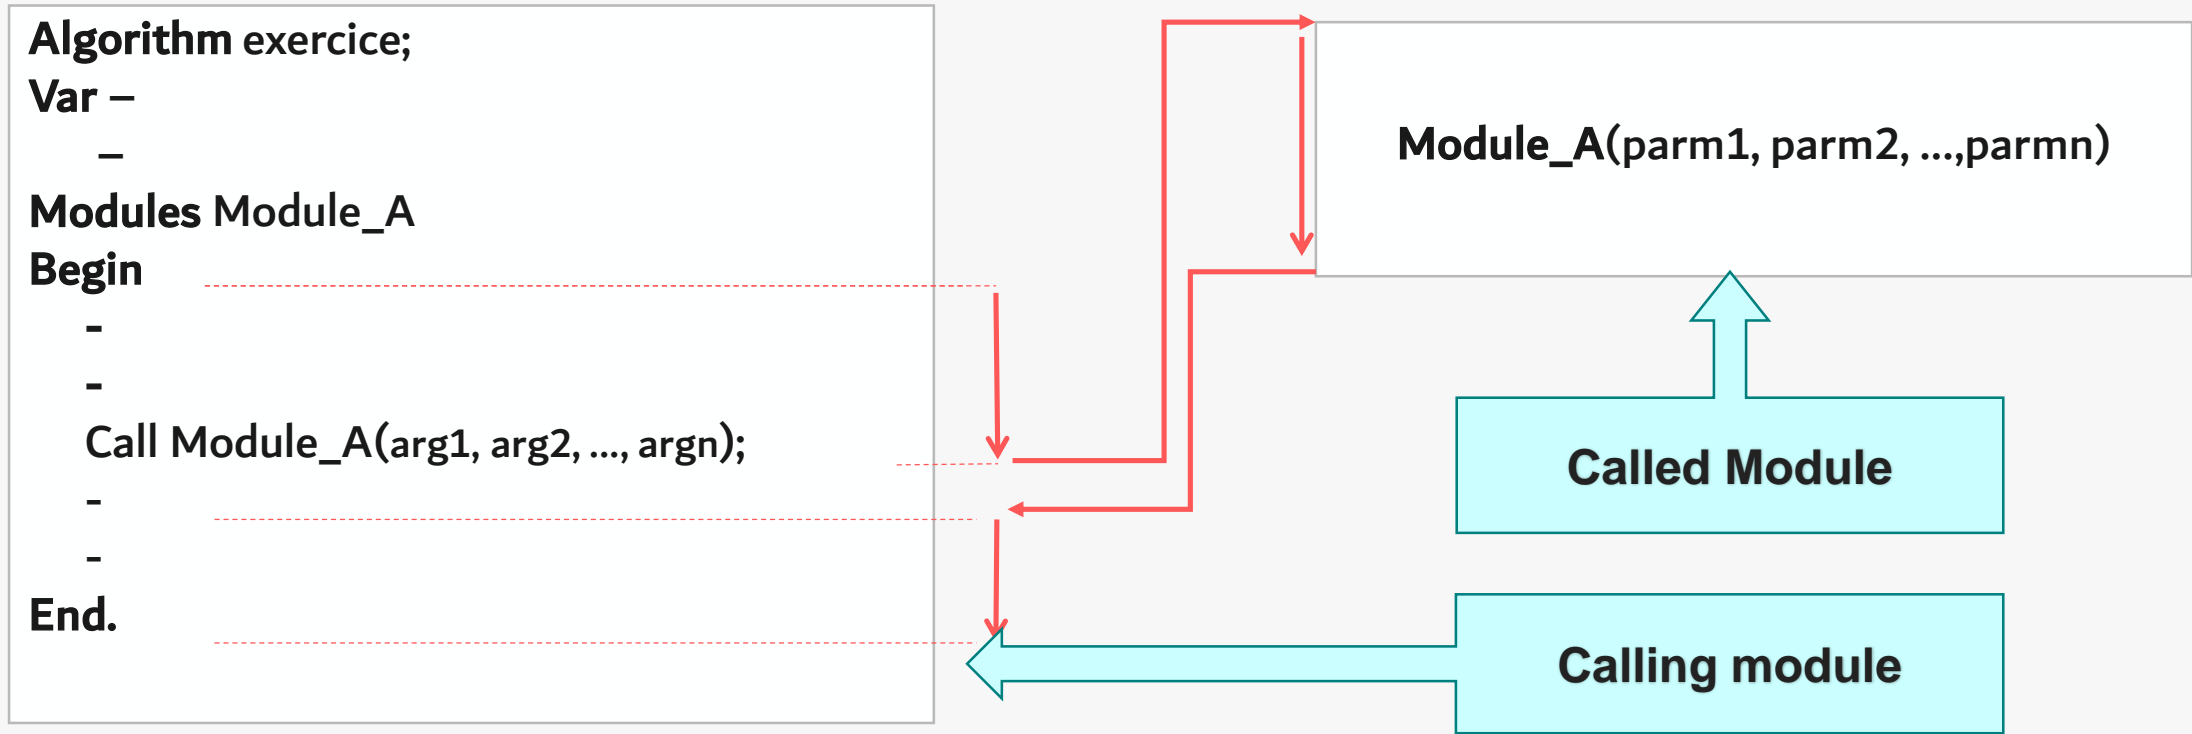 Algorithm exercice;
Var –
–
Modules Module_A
Begin
-
-
Call Module_A(arg1, arg2, ..., argn);
-
-
End.
Module_A(parm1, parm2, ...,parmn)
Called Module
Calling module